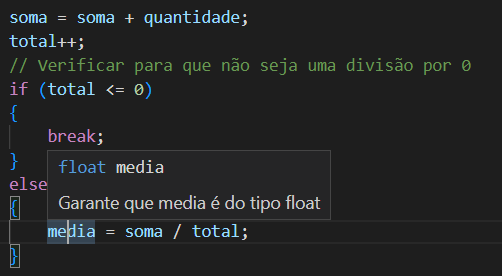 soma = soma + quantidade;
total++;
// Verificar para que não seja uma divisão por 0
if (total <= 0)
{
break;
}
float media
Garante que media é do tipo float
else
{
media = soma / total;
}